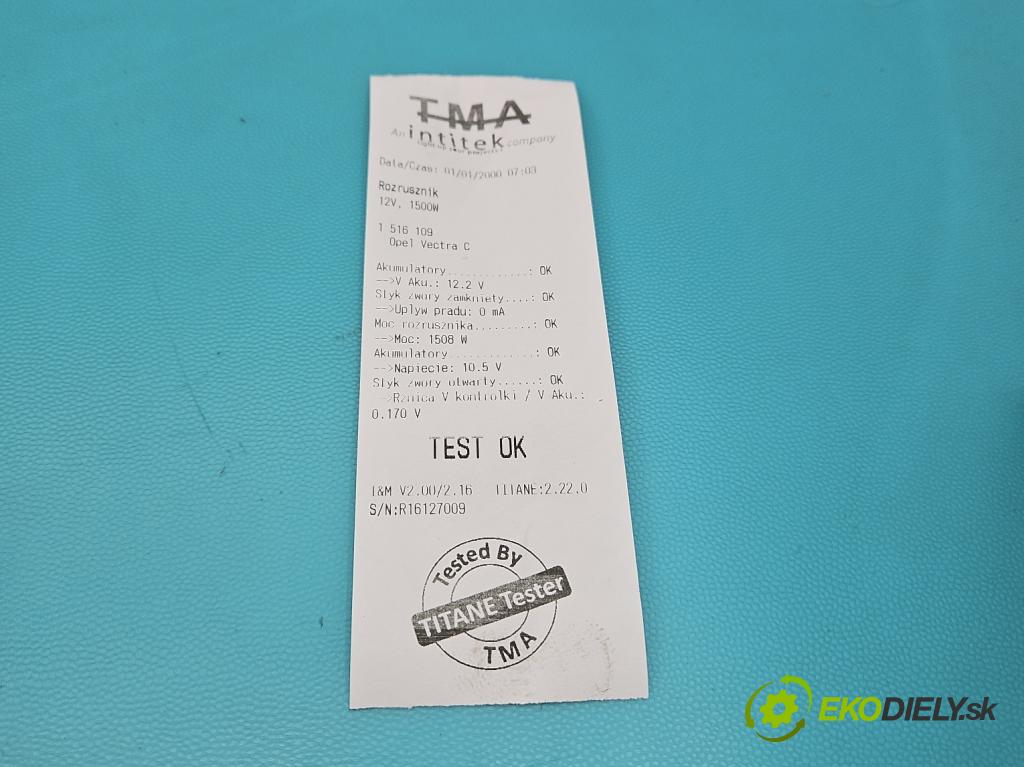 TMA
An intitek company
Data/Czas: 01/01/2000 07:03
Rozrusznik
12V, 1500W
1 516 109
Opel Vectra C
Akumulatory............: OK
-->V Aku.: 12.2 V
Styk zwory zamkniety....: OK
-->Uplyw pradu: 0 mA
Moc rozrusznika.........: OK
-->Moc: 1508 W
Akumulatory.............: OK
-->Napiecie: 10.5 V
Styk zwory otwarty......: OK
-->Rznica V kontrolki / V Aku.: -
0.170 V
TEST OK
I&M V2.00/2.16 TITANE:2.22.0
S/N:R16127009
Tested By
TITANE Tester
TMA
EKODIELY.sk